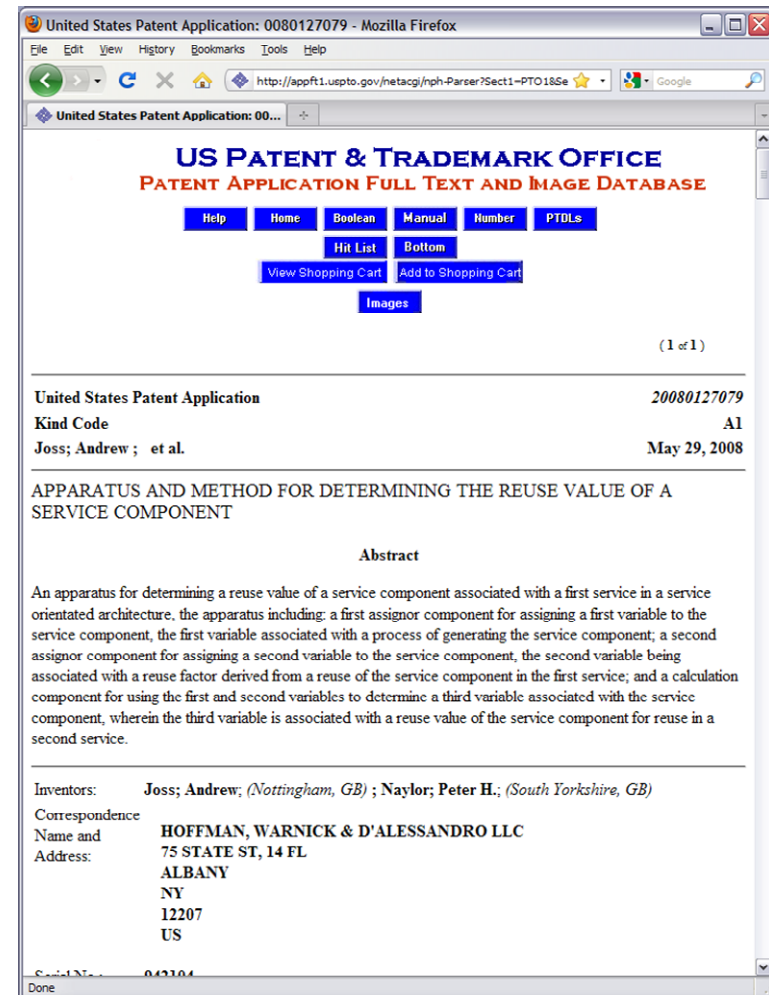 United States Patent Application: 0080127079 - Mozilla Firefox
File Edit View History Bookmarks Tools Help
http://appft1.uspto.gov/netacgi/nph-Parser?Sect1=PTO1&Se Google
United States Patent Application: 00...
US PATENT & TRADEMARK OFFICE
PATENT APPLICATION FULL TEXT AND IMAGE DATABASE
Help Home Boolean Manual Number PTDLs
Hit List Bottom
View Shopping Cart Add to Shopping Cart
Images
( 1 of 1 )
United States Patent Application 20080127079
Kind Code A1
Joss; Andrew ; et al. May 29, 2008
APPARATUS AND METHOD FOR DETERMINING THE REUSE VALUE OF A
SERVICE COMPONENT
Abstract
An apparatus for determining a reuse value of a service component associated with a first service in a service
orientated architecture, the apparatus including: a first assignor component for assigning a first variable to the
service component, the first variable associated with a process of generating the service component; a second
assignor component for assigning a second variable to the service component, the second variable being
associated with a reuse factor derived from a reuse of the service component in the first service; and a calculation
component for using the first and second variables to determine a third variable associated with the service
component, wherein the third variable is associated with a reuse value of the service component for reuse in a
second service.
Inventors: Joss; Andrew; (Nottingham, GB) ; Naylor; Peter H.; (South Yorkshire, GB)
Correspondence
Name and
Address:
HOFFMAN, WARNICK & D'ALESSANDRO LLC
75 STATE ST, 14 FL
ALBANY
NY
12207
US
Serial No.: 942104
Done